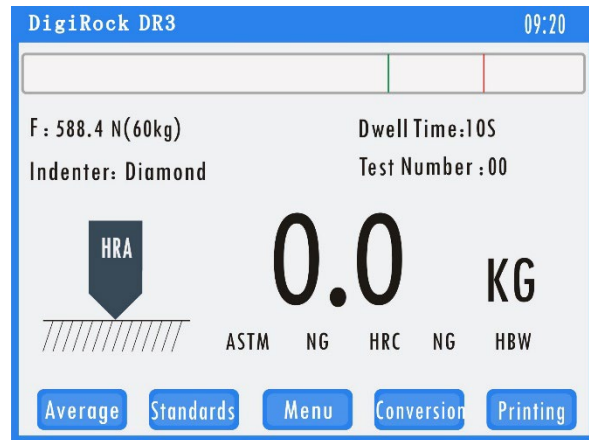 DigiRock DR3 09:20
F: 588.4 N(60kg) Dwell Time:10S
Indenter: Diamond Test Number :00
HRA 0.0 KG
ASTM NG HRC NG HBW
Average Standards Menu Conversion Printing